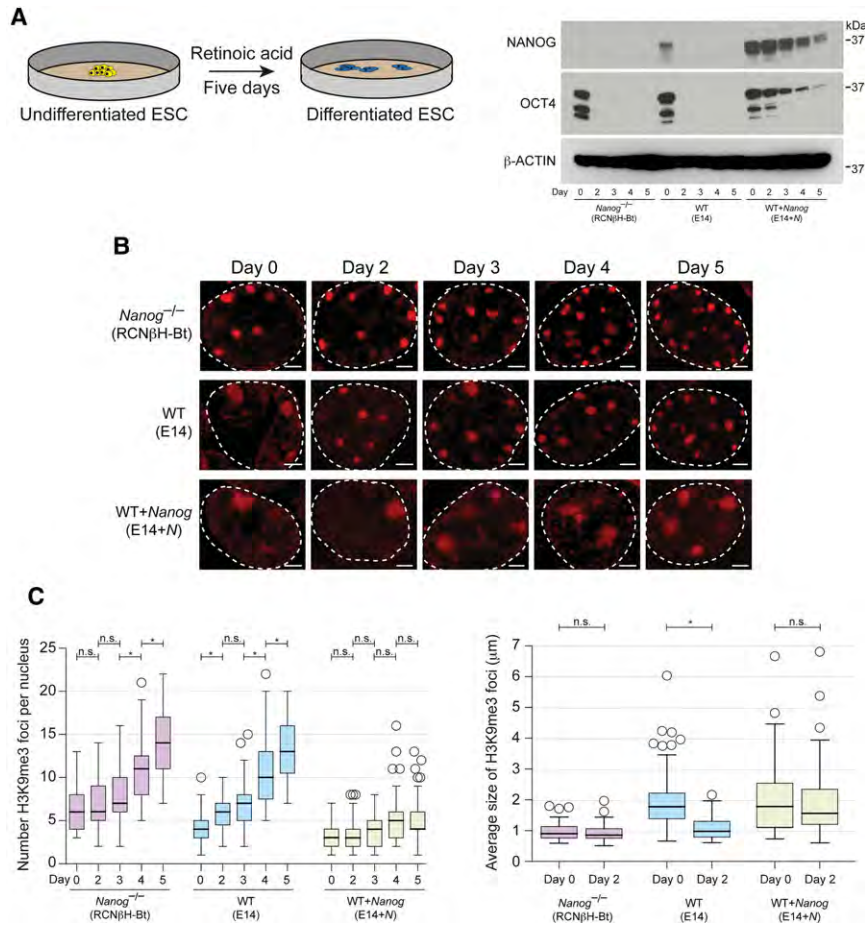 A
Retinoic acid
Five days
Undifferentiated ESC
Differentiated ESC
kDa
NANOG
37
OCT4
37
β-ACTIN
37
Day 0 2 3 4 5 0 2 3 4 5 0 2 3 4 5
Nanog−/− WT WT+Nanog
(RCNβH-Bt) (E14) (E14+N)
B
Day 0 Day 2 Day 3 Day 4 Day 5
Nanog−/−
(RCNβH-Bt)
WT
(E14)
WT+Nanog
(E14+N)
C
Number H3K9me3 foci per nucleus
25
20
15
10
5
0
n.s. n.s. * * * n.s. * * n.s. n.s. n.s. n.s.
Day 0 2 3 4 5 0 2 3 4 5 0 2 3 4 5
Nanog−/− WT WT+Nanog
(RCNβH-Bt) (E14) (E14+N)
Average size of H3K9me3 foci (μm)
n.s. * n.s.
7
6
5
4
3
2
1
0
Day 0 Day 2 Day 0 Day 2 Day 0 Day 2
Nanog−/− WT WT+Nanog
(RCNβH-Bt) (E14) (E14+N)